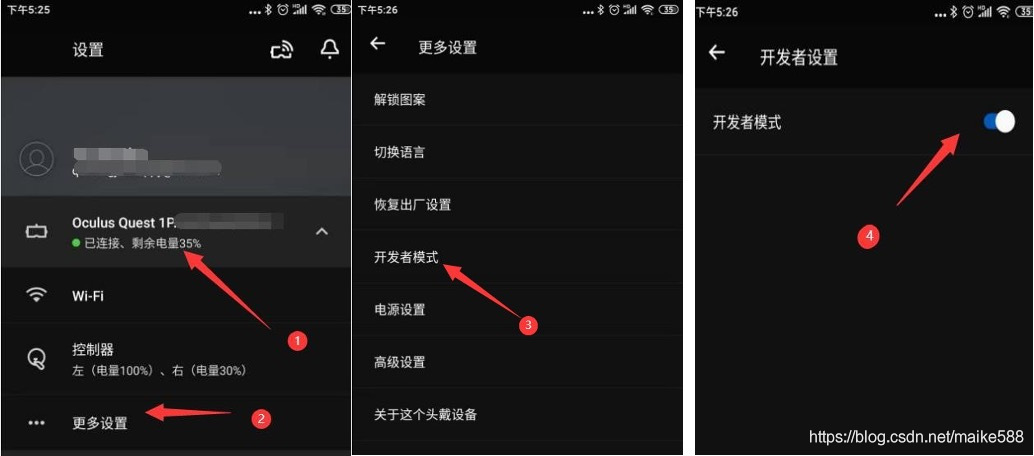 下午5:25
35
设置
Oculus Quest 1P
已连接、剩余电量35%
1
Wi-Fi
控制器
左（电量100%）、右（电量30%）
更多设置
2
下午5:26
35
更多设置
解锁图案
切换语言
恢复出厂设置
开发者模式
3
电源设置
高级设置
关于这个头戴设备
下午5:26
35
开发者设置
开发者模式
4
https://blog.csdn.net/maike588